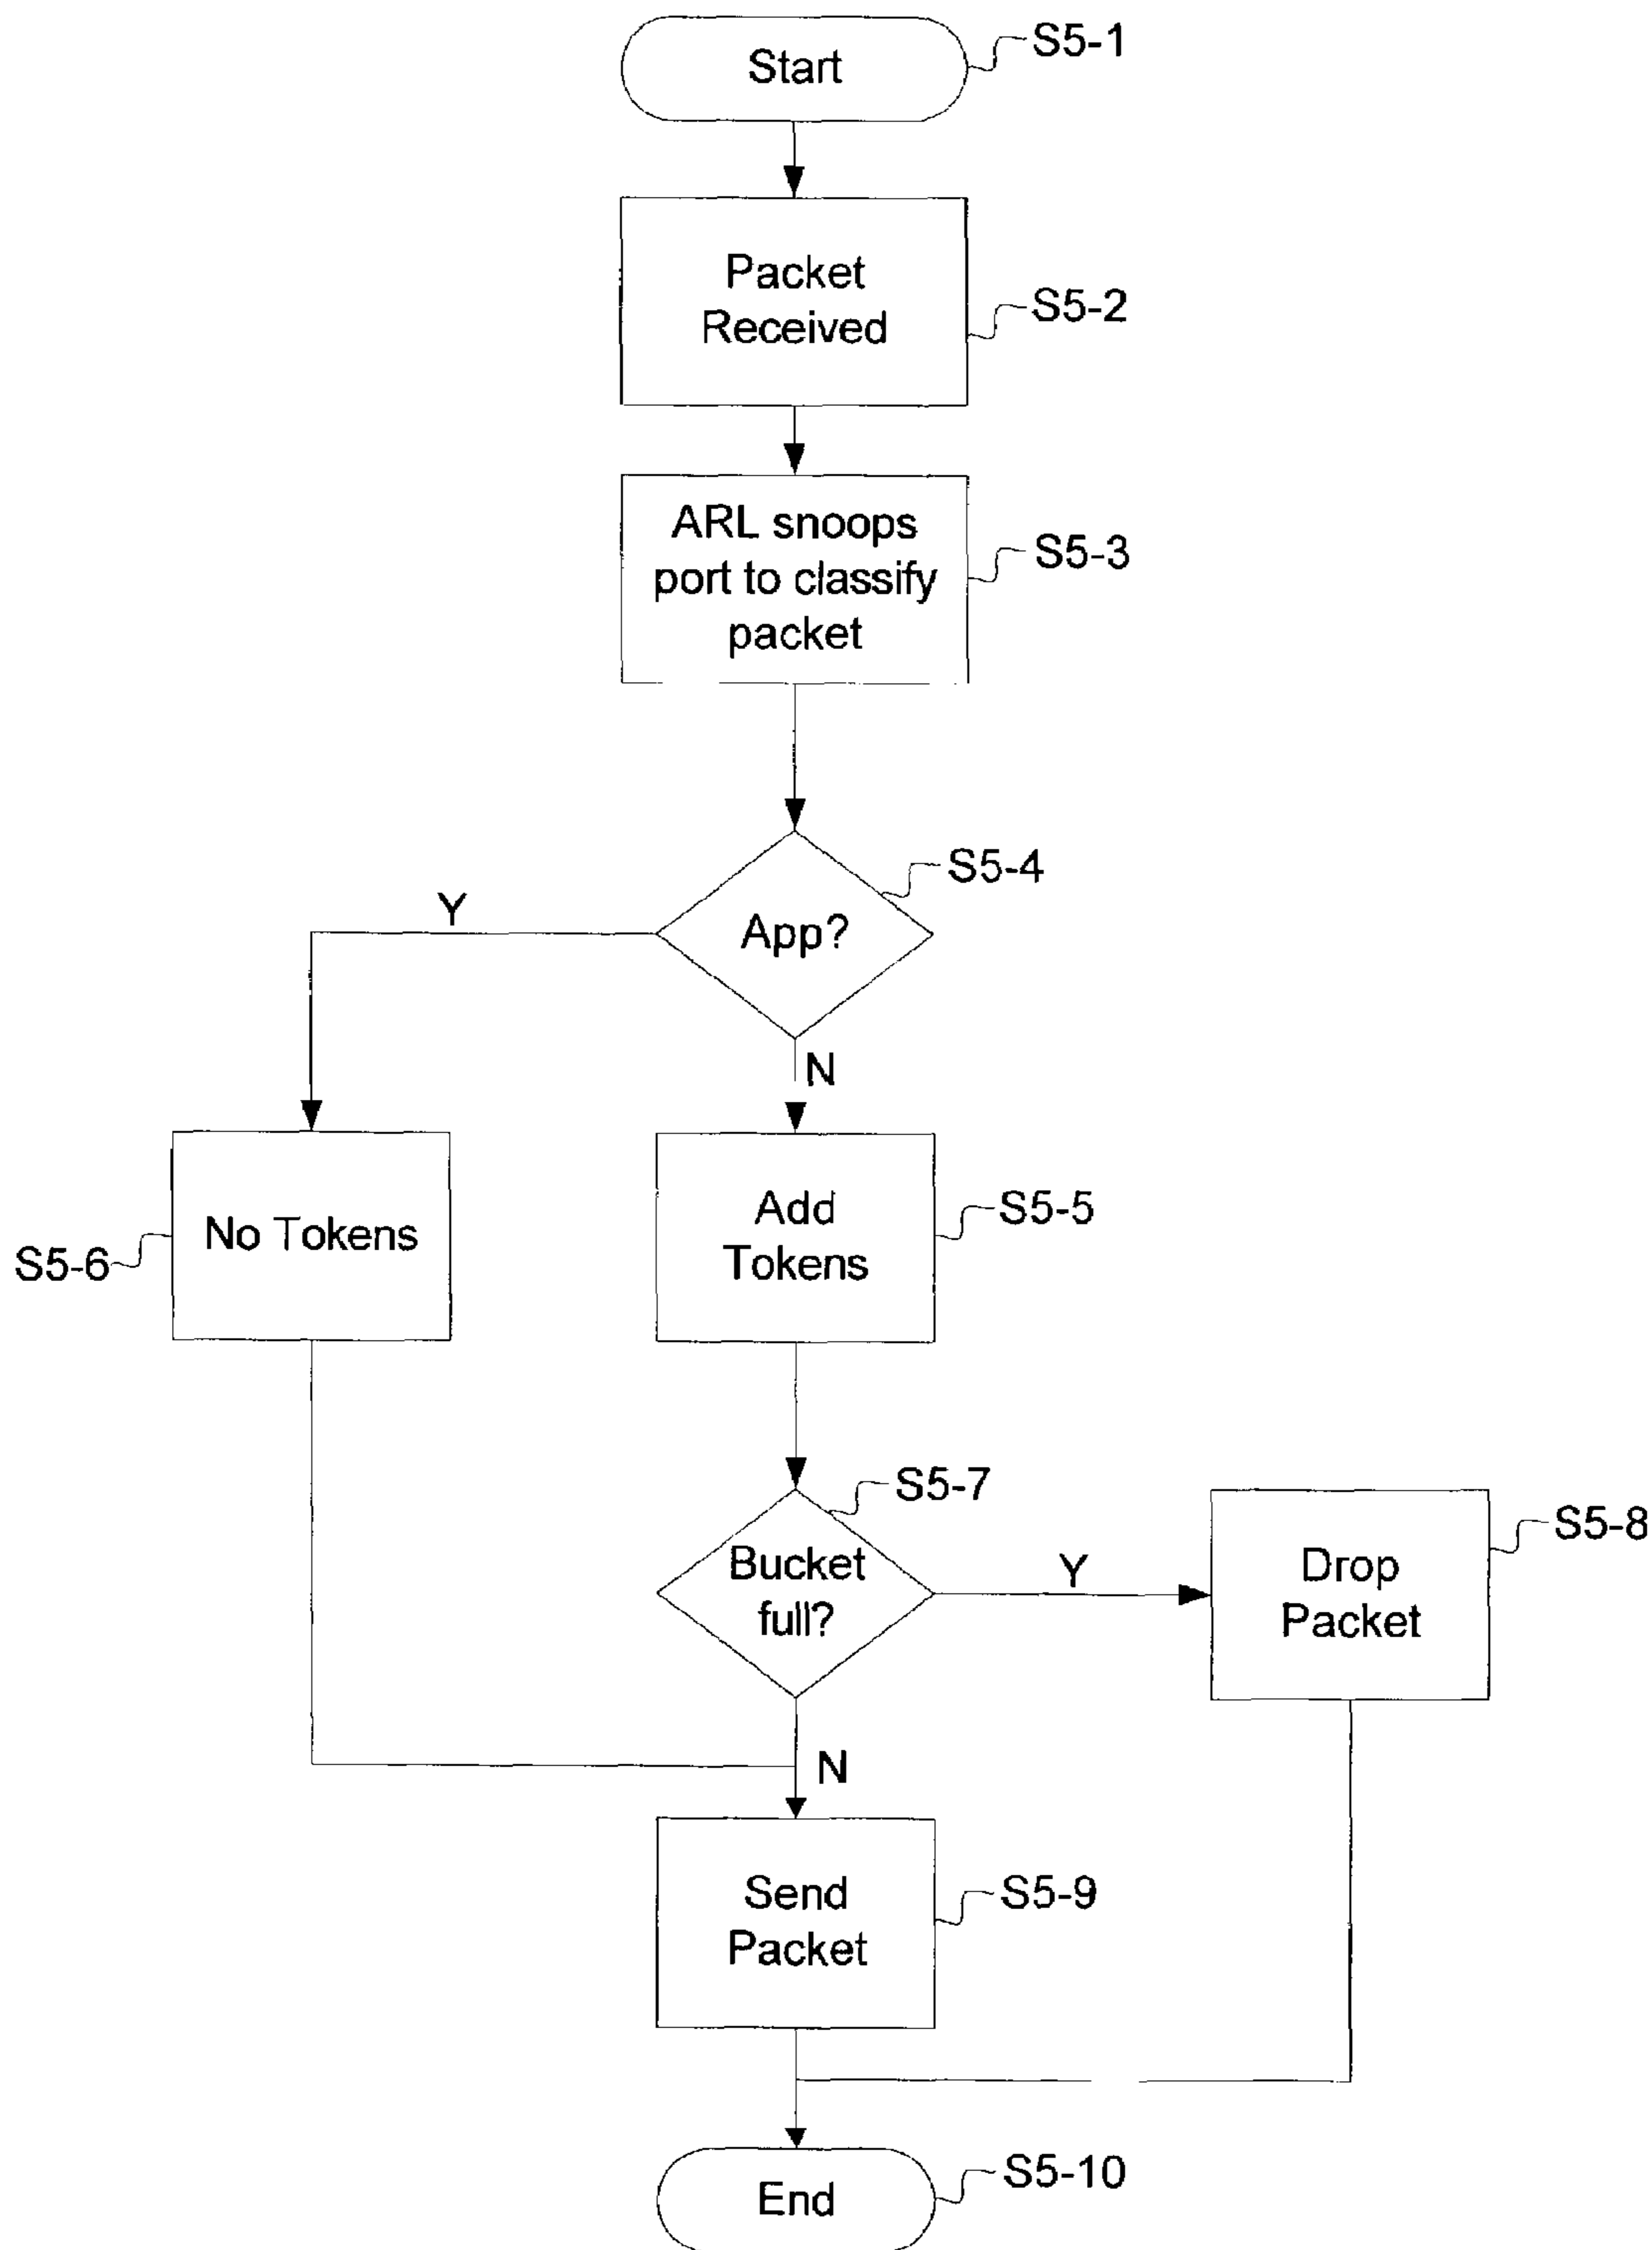 Start
S5-1
Packet
Received
S5-2
ARL snoops
port to classify
packet
S5-3
App?
S5-4
Y
N
No Tokens
S5-6
Add
Tokens
S5-5
Bucket
full?
S5-7
Y
Drop
Packet
S5-8
N
Send
Packet
S5-9
End
S5-10